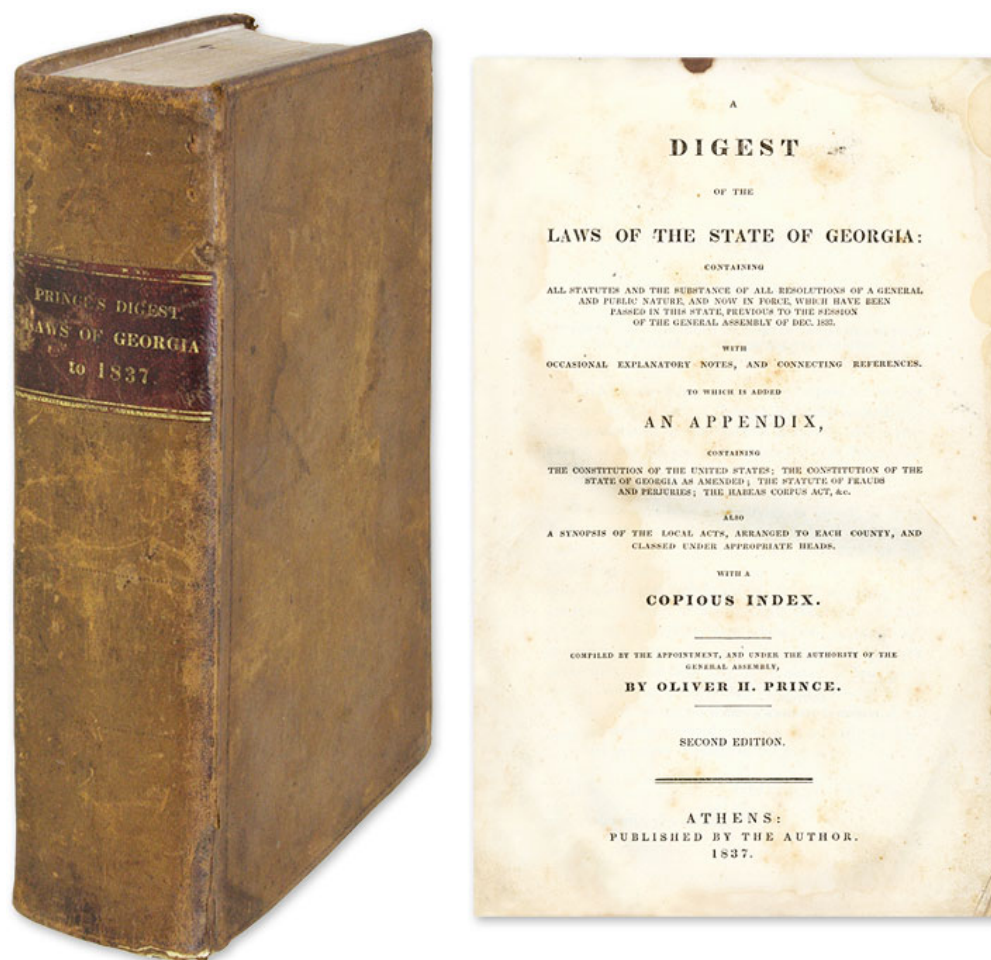 PRINCE'S DIGEST.
LAWS OF GEORGIA
to 1837.
A
DIGEST
OF THE
LAWS OF THE STATE OF GEORGIA:
CONTAINING
ALL STATUTES AND THE SUBSTANCE OF ALL RESOLUTIONS OF A GENERAL
AND PUBLIC NATURE, AND NOW IN FORCE, WHICH HAVE BEEN
PASSED IN THIS STATE, PREVIOUS TO THE SESSION
OF THE GENERAL ASSEMBLY OF DEC. 1837.
WITH
OCCASIONAL EXPLANATORY NOTES, AND CONNECTING REFERENCES.
TO WHICH IS ADDED
AN APPENDIX,
CONTAINING
THE CONSTITUTION OF THE UNITED STATES; THE CONSTITUTION OF THE
STATE OF GEORGIA AS AMENDED; THE STATUTE OF FRAUDS
AND PERJURIES; THE HABEAS CORPUS ACT, &c.
ALSO
A SYNOPSIS OF THE LOCAL ACTS, ARRANGED TO EACH COUNTY, AND
CLASSED UNDER APPROPRIATE HEADS.
WITH A
COPIOUS INDEX.
COMPILED BY THE APPOINTMENT, AND UNDER THE AUTHORITY OF THE
GENERAL ASSEMBLY,
BY OLIVER H. PRINCE.
SECOND EDITION.
ATHENS:
PUBLISHED BY THE AUTHOR.
1837.